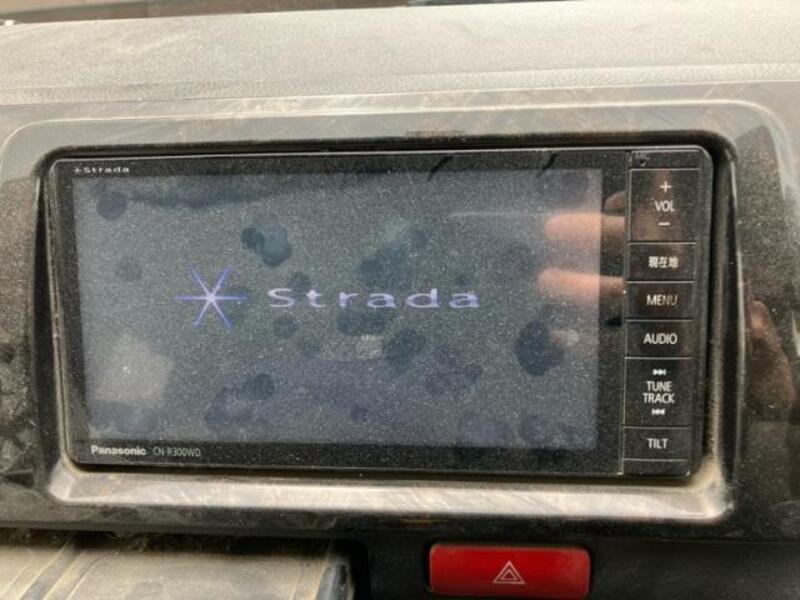 Strada
Strada
+
VOL
−
現在地
MENU
AUDIO
TUNE
TRACK
TILT
Panasonic CN-R300WD